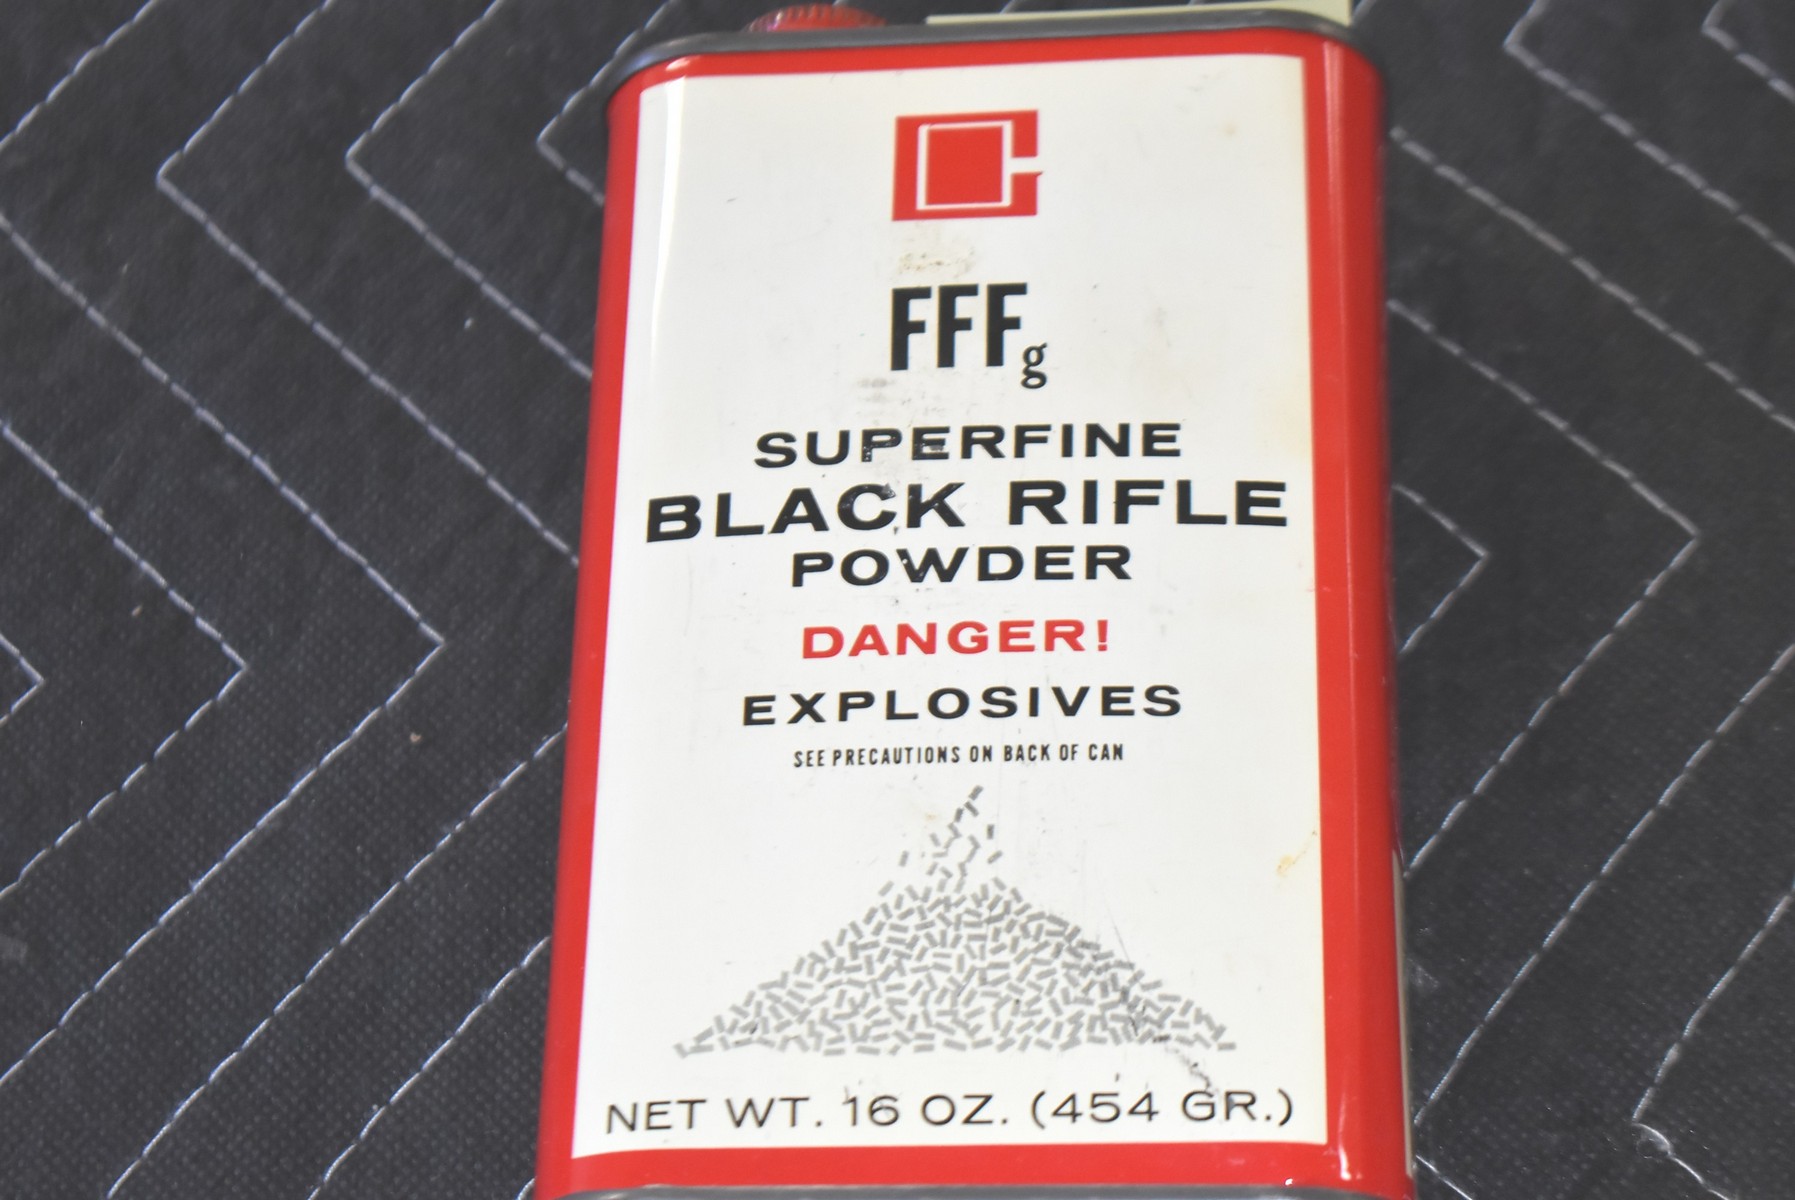 FFFg
SUPERFINE
BLACK RIFLE
POWDER
DANGER!
EXPLOSIVES
SEE PRECAUTIONS ON BACK OF CAN
NET WT. 16 OZ. (454 GR.)